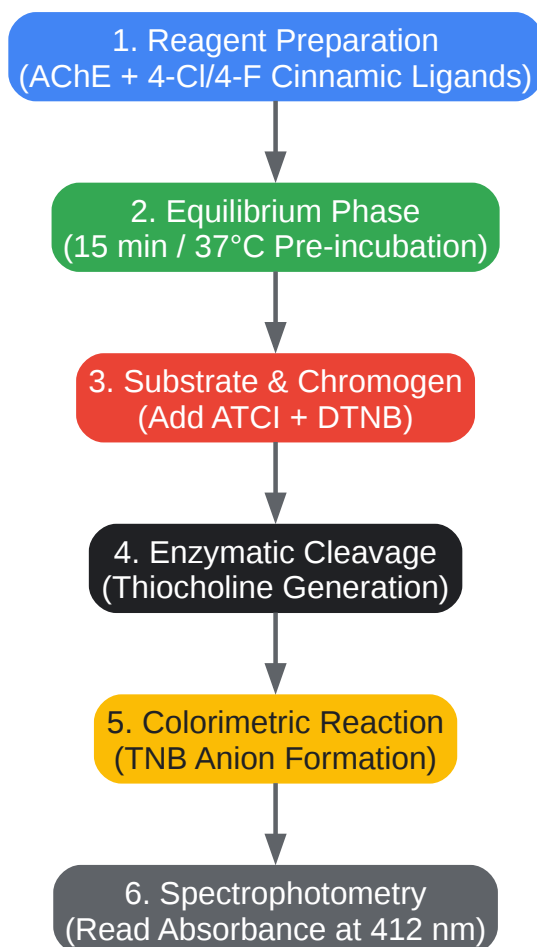 1. Reagent Preparation
(AChE + 4-Cl/4-F Cinnamic Ligands)
2. Equilibrium Phase
(15 min / 37°C Pre-incubation)
3. Substrate & Chromogen
(Add ATCI + DTNB)
4. Enzymatic Cleavage
(Thiocholine Generation)
5. Colorimetric Reaction
(TNB Anion Formation)
6. Spectrophotometry
(Read Absorbance at 412 nm)